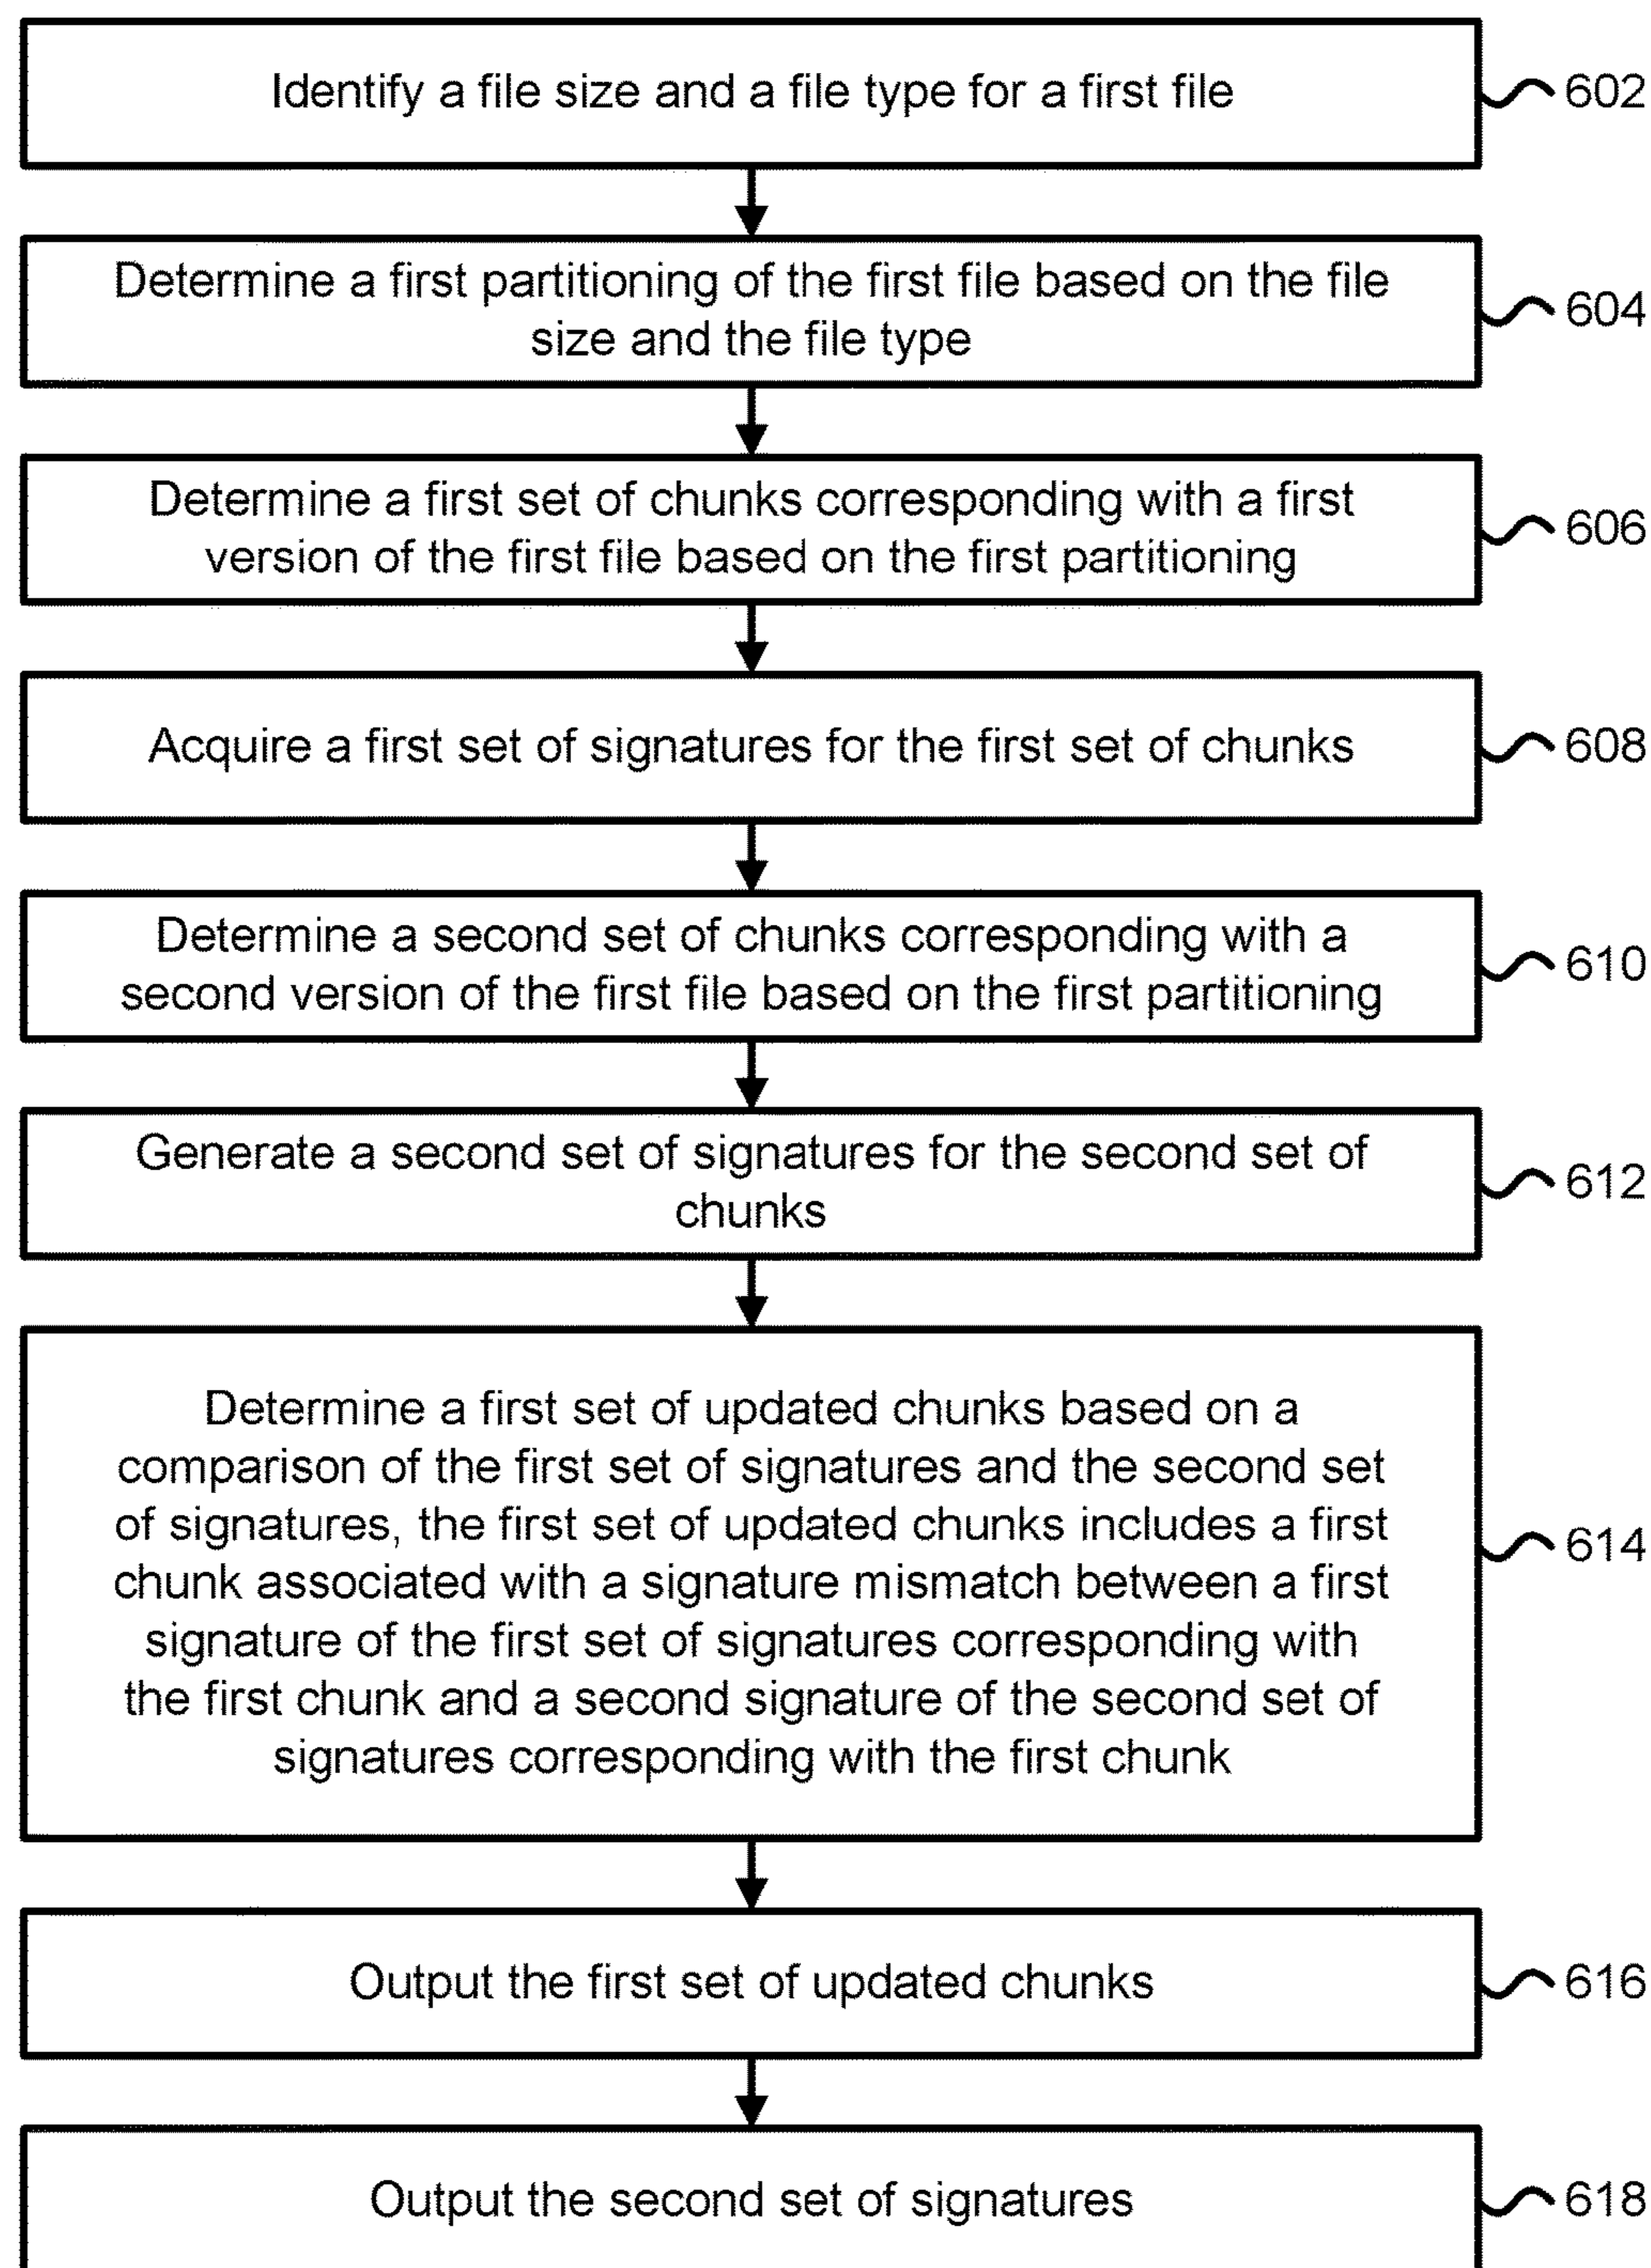 Identify a file size and a file type for a first file
602
Determine a first partitioning of the first file based on the file
size and the file type
604
Determine a first set of chunks corresponding with a first
version of the first file based on the first partitioning
606
Acquire a first set of signatures for the first set of chunks
608
Determine a second set of chunks corresponding with a
second version of the first file based on the first partitioning
610
Generate a second set of signatures for the second set of
chunks
612
Determine a first set of updated chunks based on a
comparison of the first set of signatures and the second set
of signatures, the first set of updated chunks includes a first
chunk associated with a signature mismatch between a first
signature of the first set of signatures corresponding with
the first chunk and a second signature of the second set of
signatures corresponding with the first chunk
614
Output the first set of updated chunks
616
Output the second set of signatures
618